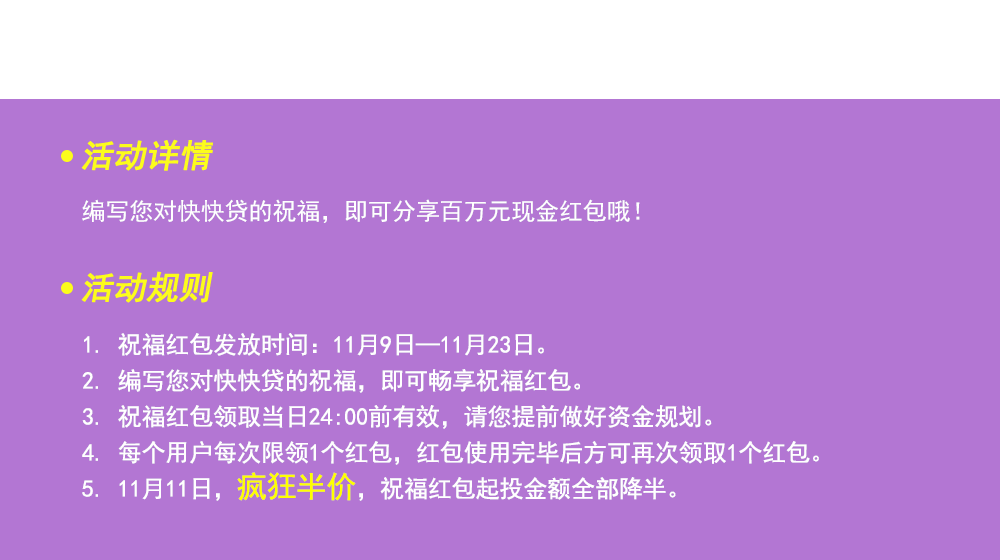 • 活动详情
编写您对快快贷的祝福，即可分享百万元现金红包哦！
• 活动规则
1. 祝福红包发放时间：11月9日—11月23日。
2. 编写您对快快贷的祝福，即可畅享祝福红包。
3. 祝福红包领取当日24:00前有效，请您提前做好资金规划。
4. 每个用户每次限领1个红包，红包使用完毕后方可再次领取1个红包。
5. 11月11日，疯狂半价，祝福红包起投金额全部降半。